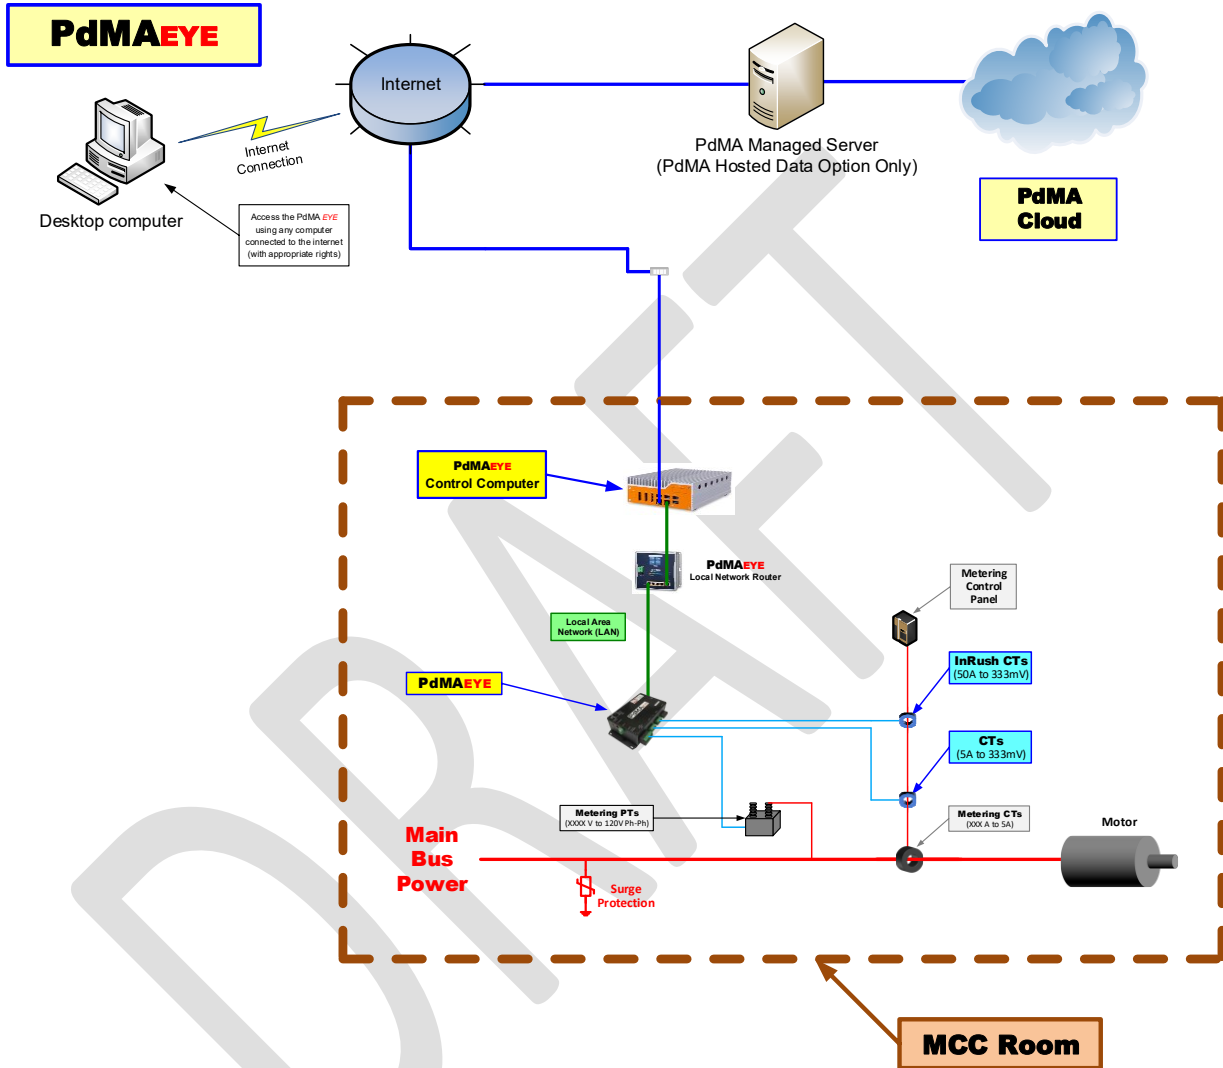 PdMAEYE
Internet
Internet
Connection
Desktop computer
Access the PdMA EYE
using any computer
connected to the internet
(with appropriate rights)
PdMA Managed Server
(PdMA Hosted Data Option Only)
PdMA
Cloud
DRAFT
PdMAEYE
Control Computer
PdMAEYE
Local Network Router
Local Area
Network (LAN)
PdMAEYE
Metering
Control
Panel
InRush CTs
(50A to 333mV)
CTs
(5A to 333mV)
Metering PTs
(XXXX V to 120V Ph-Ph)
Metering CTs
(XXX A to 5A)
Motor
Main
Bus
Power
Surge
Protection
MCC Room